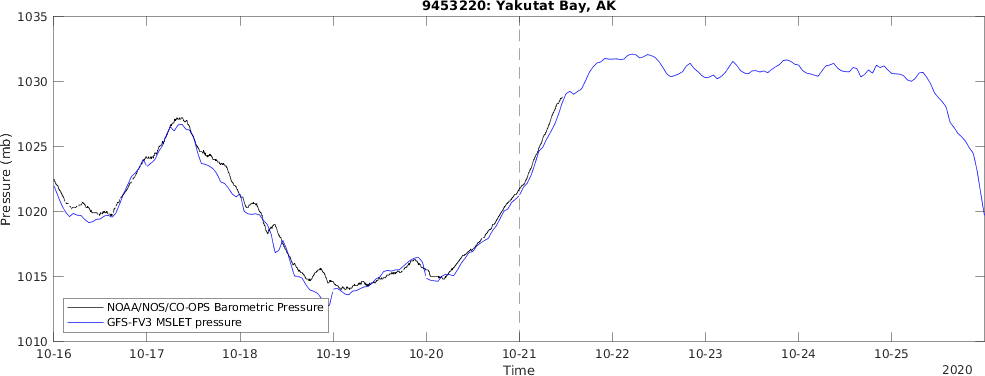 9453220: Yakutat Bay, AK
Pressure (mb)
1035
1030
1025
1020
1015
1010
NOAA/NOS/CO-OPS Barometric Pressure
GFS-FV3 MSLET pressure
10-16 10-17 10-18 10-19 10-20 10-21 10-22 10-23 10-24 10-25
Time
2020